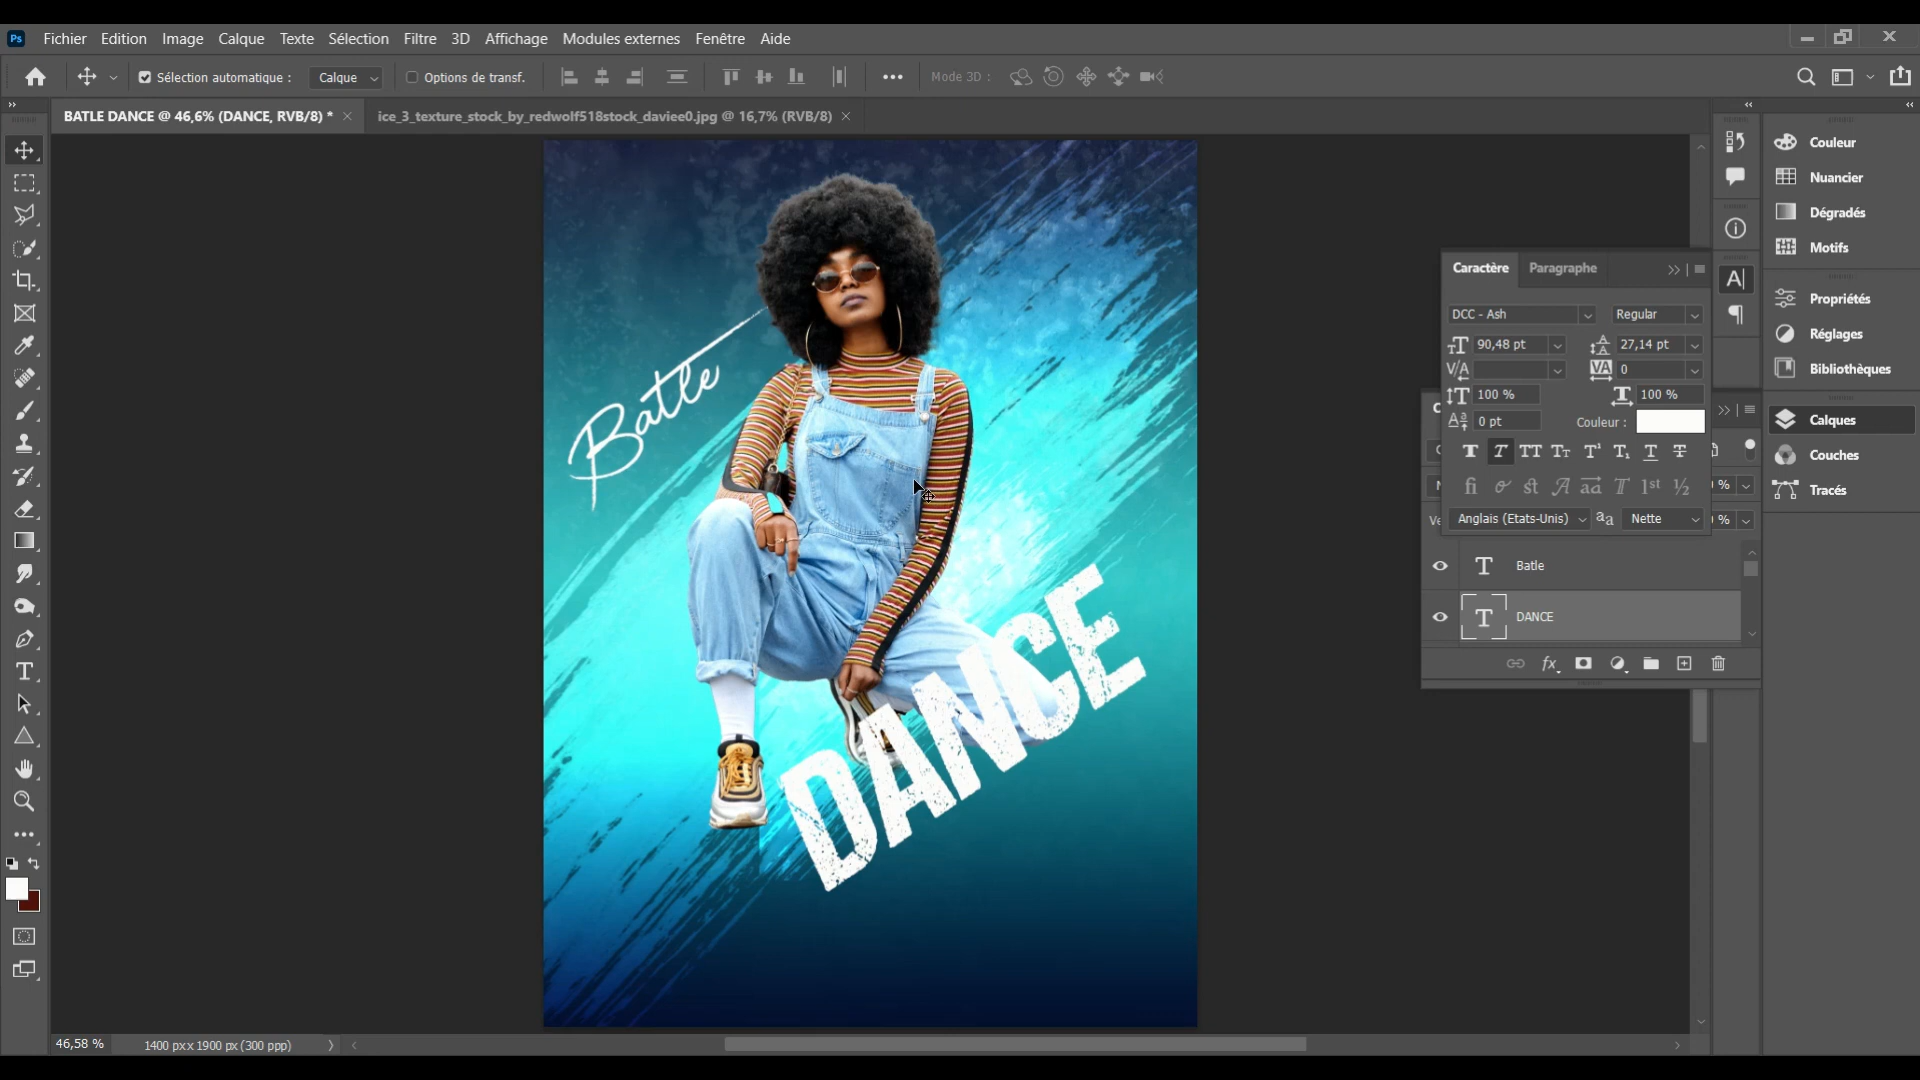 Ps Fichier Edition Image Calque Texte Sélection Filtre 3D Affichage Modules externes Fenêtre Aide
Sélection automatique : Calque Options de transf. Mode 3D :
BATLE DANCE @ 46,6% (DANCE, RVB/8) * ice_3_texture_stock_by_redwolf518stock_daviee0.jpg @ 16,7% (RVB/8)
Couleur
Nuancier
Dégradés
Motifs
Propriétés
Réglages
Bibliothèques
Calques
Couches
Tracés
Caractère Paragraphe
DCC - Ash Regular
90,48 pt 27,14 pt
0
100 % 100 %
0 pt Couleur :
Anglais (Etats-Unis) Nette
Batle
DANCE
Batle
DANCE
46,58 % 1400 px x 1900 px (300 ppp)